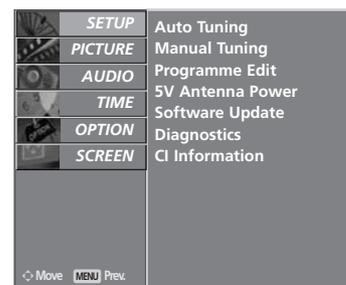 SETUP
PICTURE
AUDIO
TIME
OPTION
SCREEN
Auto Tuning
Manual Tuning
Programme Edit
5V Antenna Power
Software Update
Diagnostics
CI Information
Move MENU Prev.